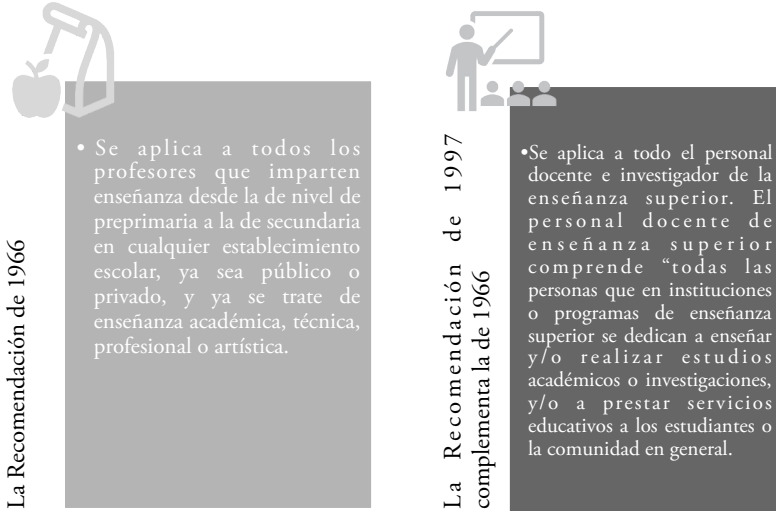 La Recomendación de 1966
• Se aplica a todos los
profesores que imparten
enseñanza desde la de nivel de
preprimaria a la de secundaria
en cualquier establecimiento
escolar, ya sea público o
privado, y ya se trate de
enseñanza académica, técnica,
profesional o artística.
La Recomendación de 1997
complementa la de 1966
•Se aplica a todo el personal
docente e investigador de la
enseñanza superior. El
personal docente de
enseñanza superior
comprende “todas las
personas que en instituciones
o programas de enseñanza
superior se dedican a enseñar
y/o realizar estudios
académicos o investigaciones,
y/o a prestar servicios
educativos a los estudiantes o
la comunidad en general.